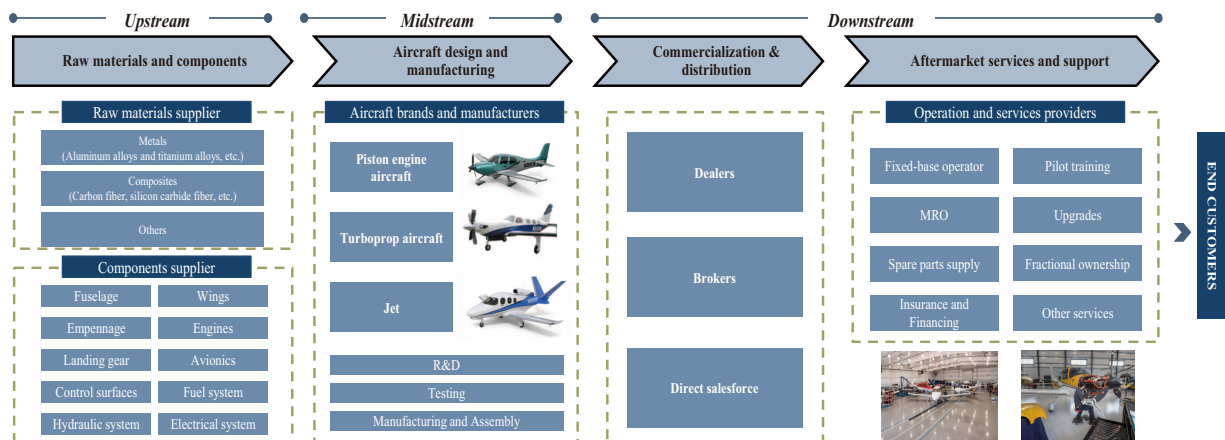 Upstream
Midstream
Downstream
Raw materials and components
Aircraft design and
manufacturing
Commercialization &
distribution
Aftermarket services and support
Raw materials supplier
Metals
(Aluminum alloys and titanium alloys, etc.)
Composites
(Carbon fiber, silicon carbide fiber, etc.)
Others
Components supplier
Fuselage
Wings
Empennage
Engines
Landing gear
Avionics
Control surfaces
Fuel system
Hydraulic system
Electrical system
Aircraft brands and manufacturers
Piston engine
aircraft
Turboprop aircraft
Jet
R&D
Testing
Manufacturing and Assembly
Dealers
Brokers
Direct salesforce
Operation and services providers
Fixed-base operator
Pilot training
MRO
Upgrades
Spare parts supply
Fractional ownership
Insurance and
Financing
Other services
END CUSTOMERS